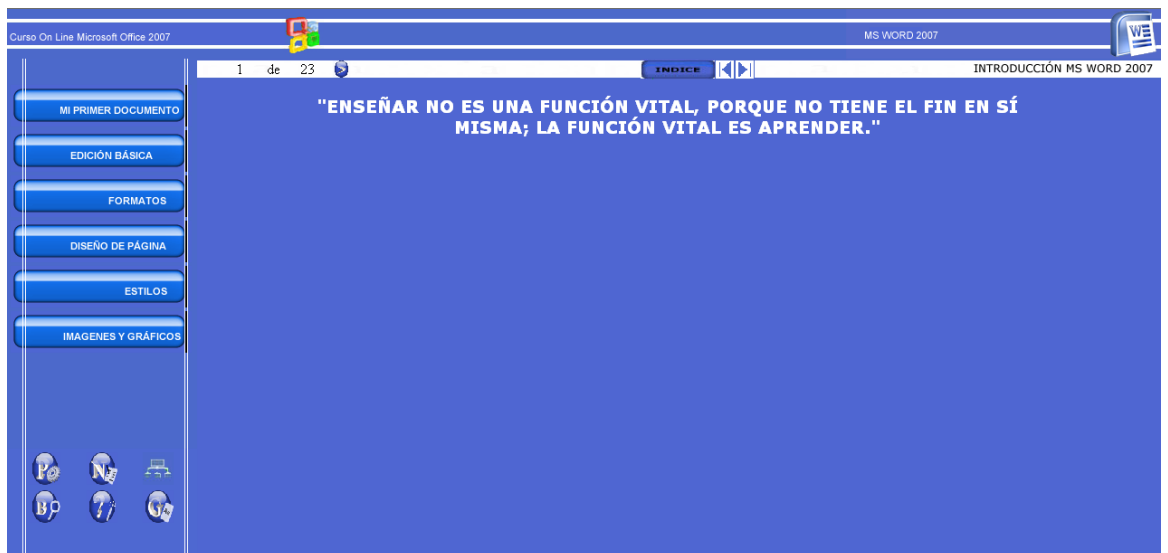 Curso On Line Microsoft Office 2007
MS WORD 2007
W
1 de 23
INDICE
INTRODUCCIÓN MS WORD 2007
MI PRIMER DOCUMENTO
EDICIÓN BÁSICA
FORMATOS
DISEÑO DE PÁGINA
ESTILOS
IMAGENES Y GRÁFICOS
"ENSEÑAR NO ES UNA FUNCIÓN VITAL, PORQUE NO TIENE EL FIN EN SÍ
MISMA; LA FUNCIÓN VITAL ES APRENDER."
P N
B ? G